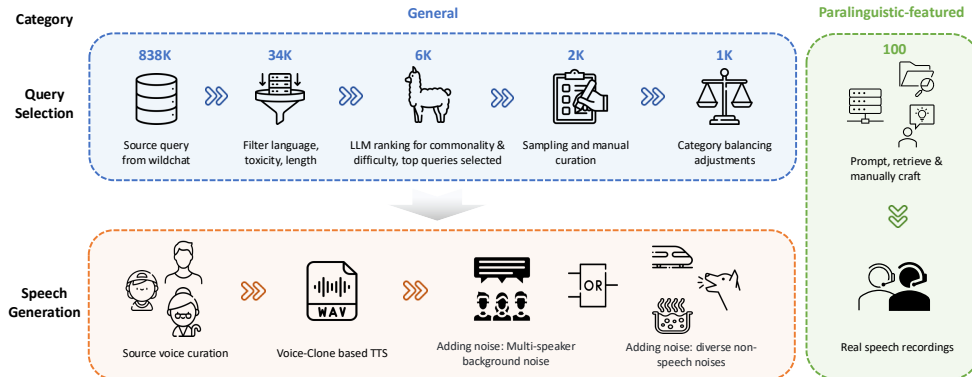 Category
General
Paralinguistic-featured
Query
Selection
838K
34K
6K
2K
1K
100
Source query
from wildchat
Filter language,
toxicity, length
LLM ranking for commonality &
difficulty, top queries selected
Sampling and manual
curation
Category balancing
adjustments
Prompt, retrieve &
manually craft
Speech
Generation
WAV
OR
Source voice curation
Voice-Clone based TTS
Adding noise: Multi-speaker
background noise
Adding noise: diverse non-
speech noises
Real speech recordings